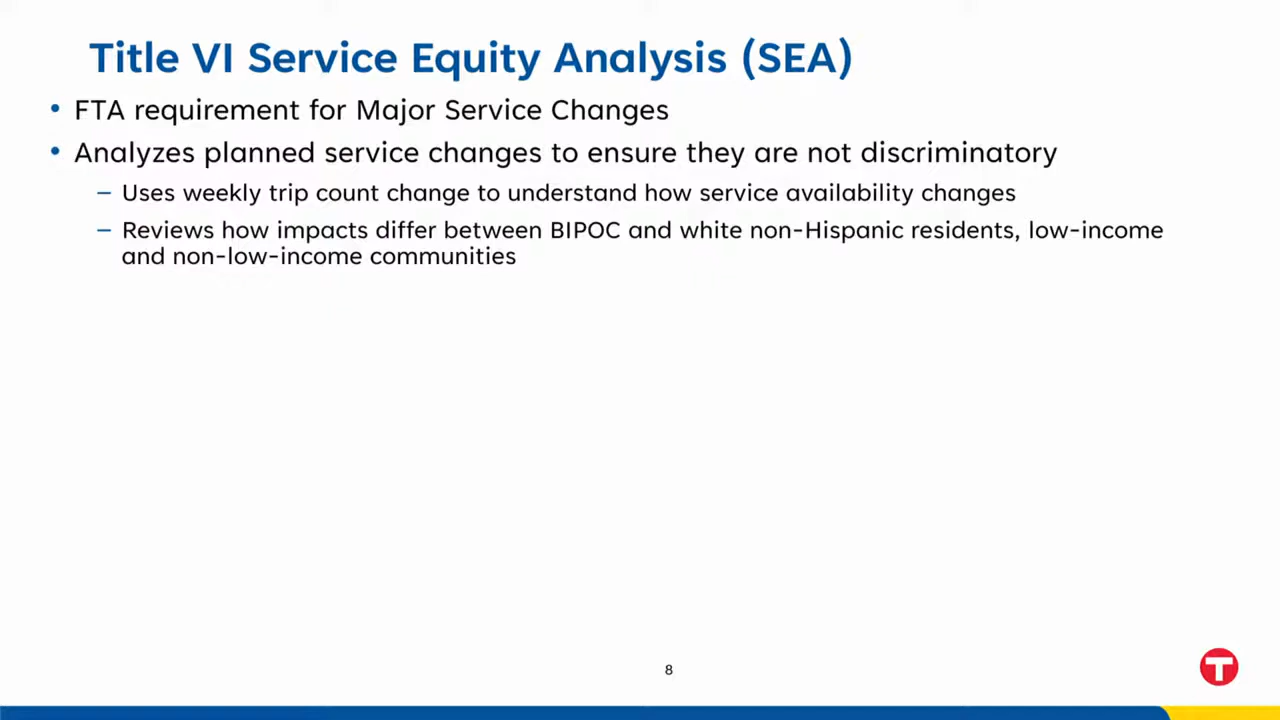 Title VI Service Equity Analysis (SEA)
• FTA requirement for Major Service Changes
• Analyzes planned service changes to ensure they are not discriminatory
– Uses weekly trip count change to understand how service availability changes
– Reviews how impacts differ between BIPOC and white non-Hispanic residents, low-income
and non-low-income communities
8
T